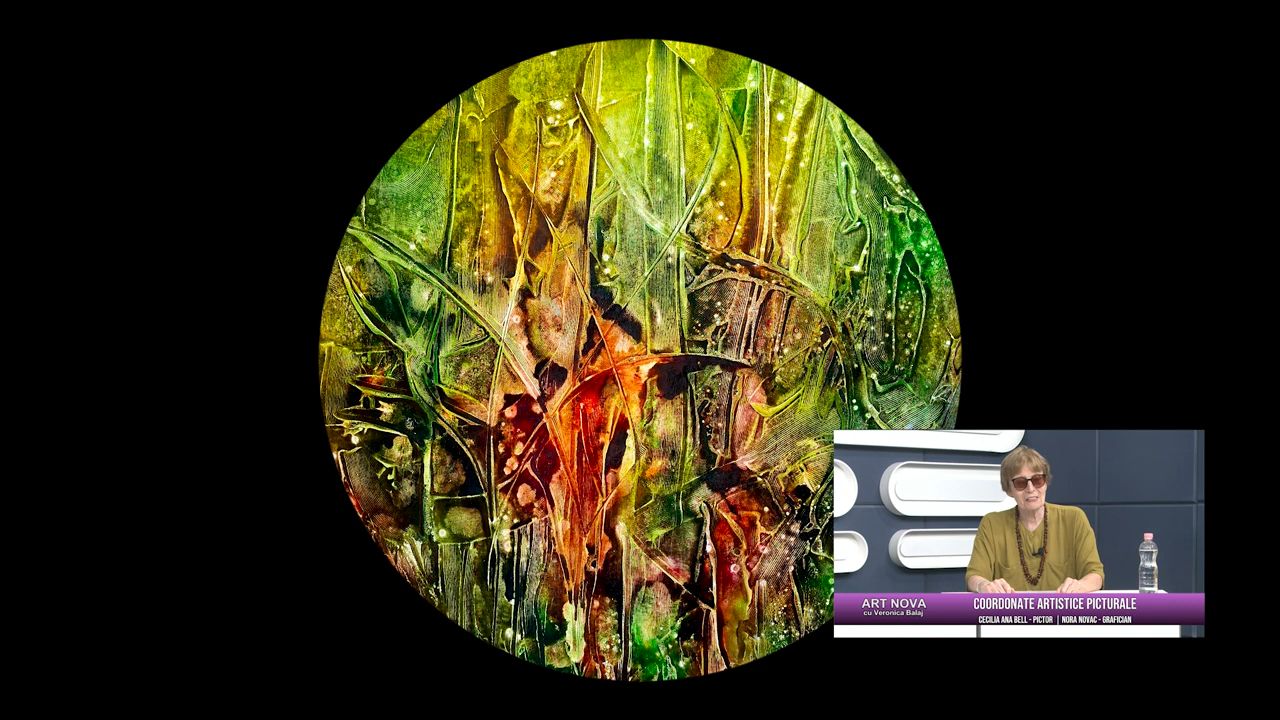 ART NOVA
cu Veronica Balaj
COORDONATE ARTISTICE PICTURALE
CECILIA ANA BELL - PICTOR | NORA NOVAC - GRAFICIAN